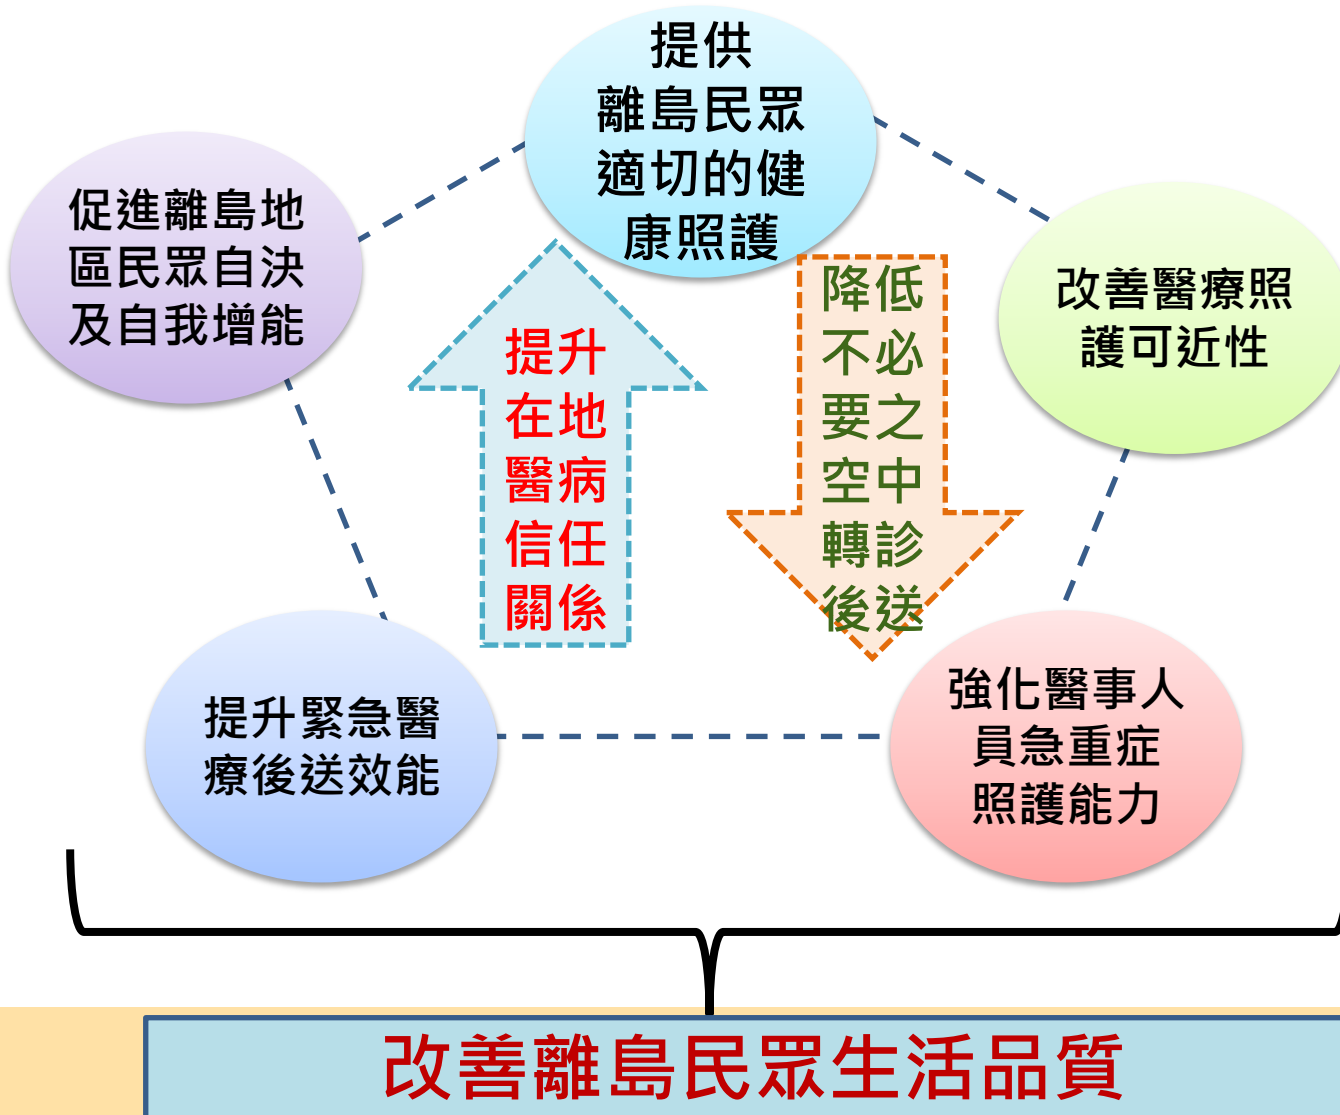 提供
離島民眾
適切的健
康照護
促進離島地
區民眾自決
及自我增能
改善醫療照
護可近性
提升
在地
醫病
信任
關係
降低
不必
要之
空中
轉診
後送
提升緊急醫
療後送效能
強化醫事人
員急重症
照護能力
改善離島民眾生活品質